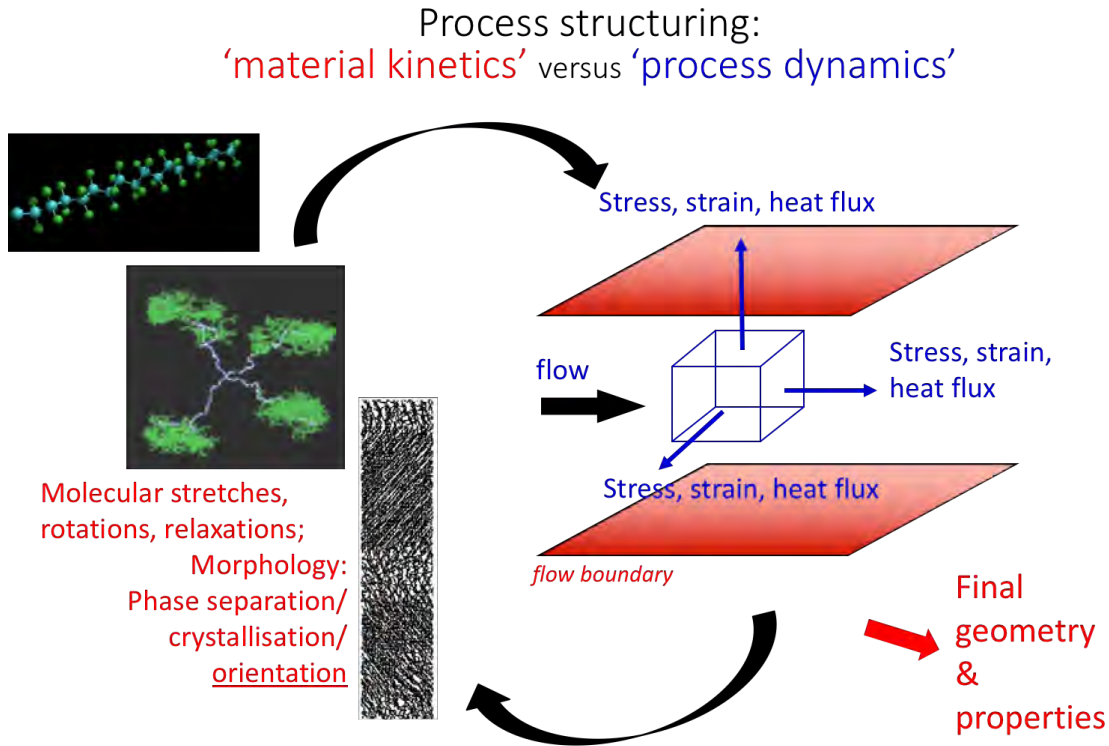 Process structuring:
‘material kinetics’ versus ‘process dynamics’
Stress, strain, heat flux
flow
Stress, strain,
heat flux
Stress, strain, heat flux
flow boundary
Molecular stretches,
rotations, relaxations;
Morphology:
Phase separation/
crystallisation/
orientation
Final
geometry
&
properties